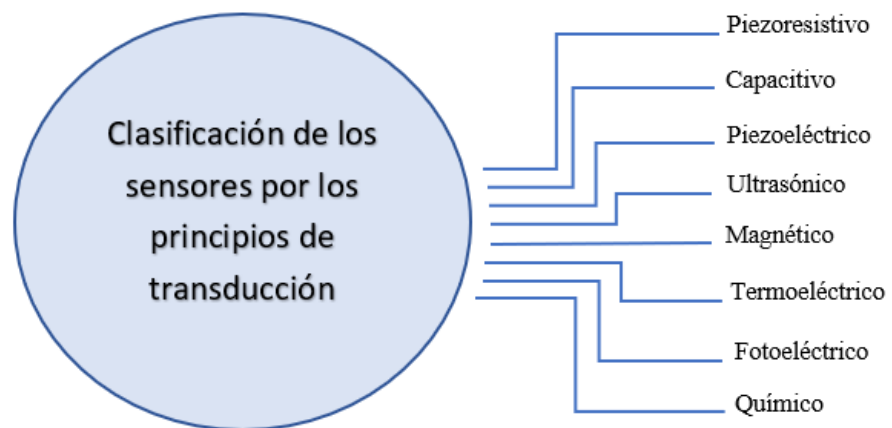 Clasificación de los
sensores por los
principios de
transducción
Piezoresistivo
Capacitivo
Piezoeléctrico
Ultrasónico
Magnético
Termoeléctrico
Fotoeléctrico
Químico